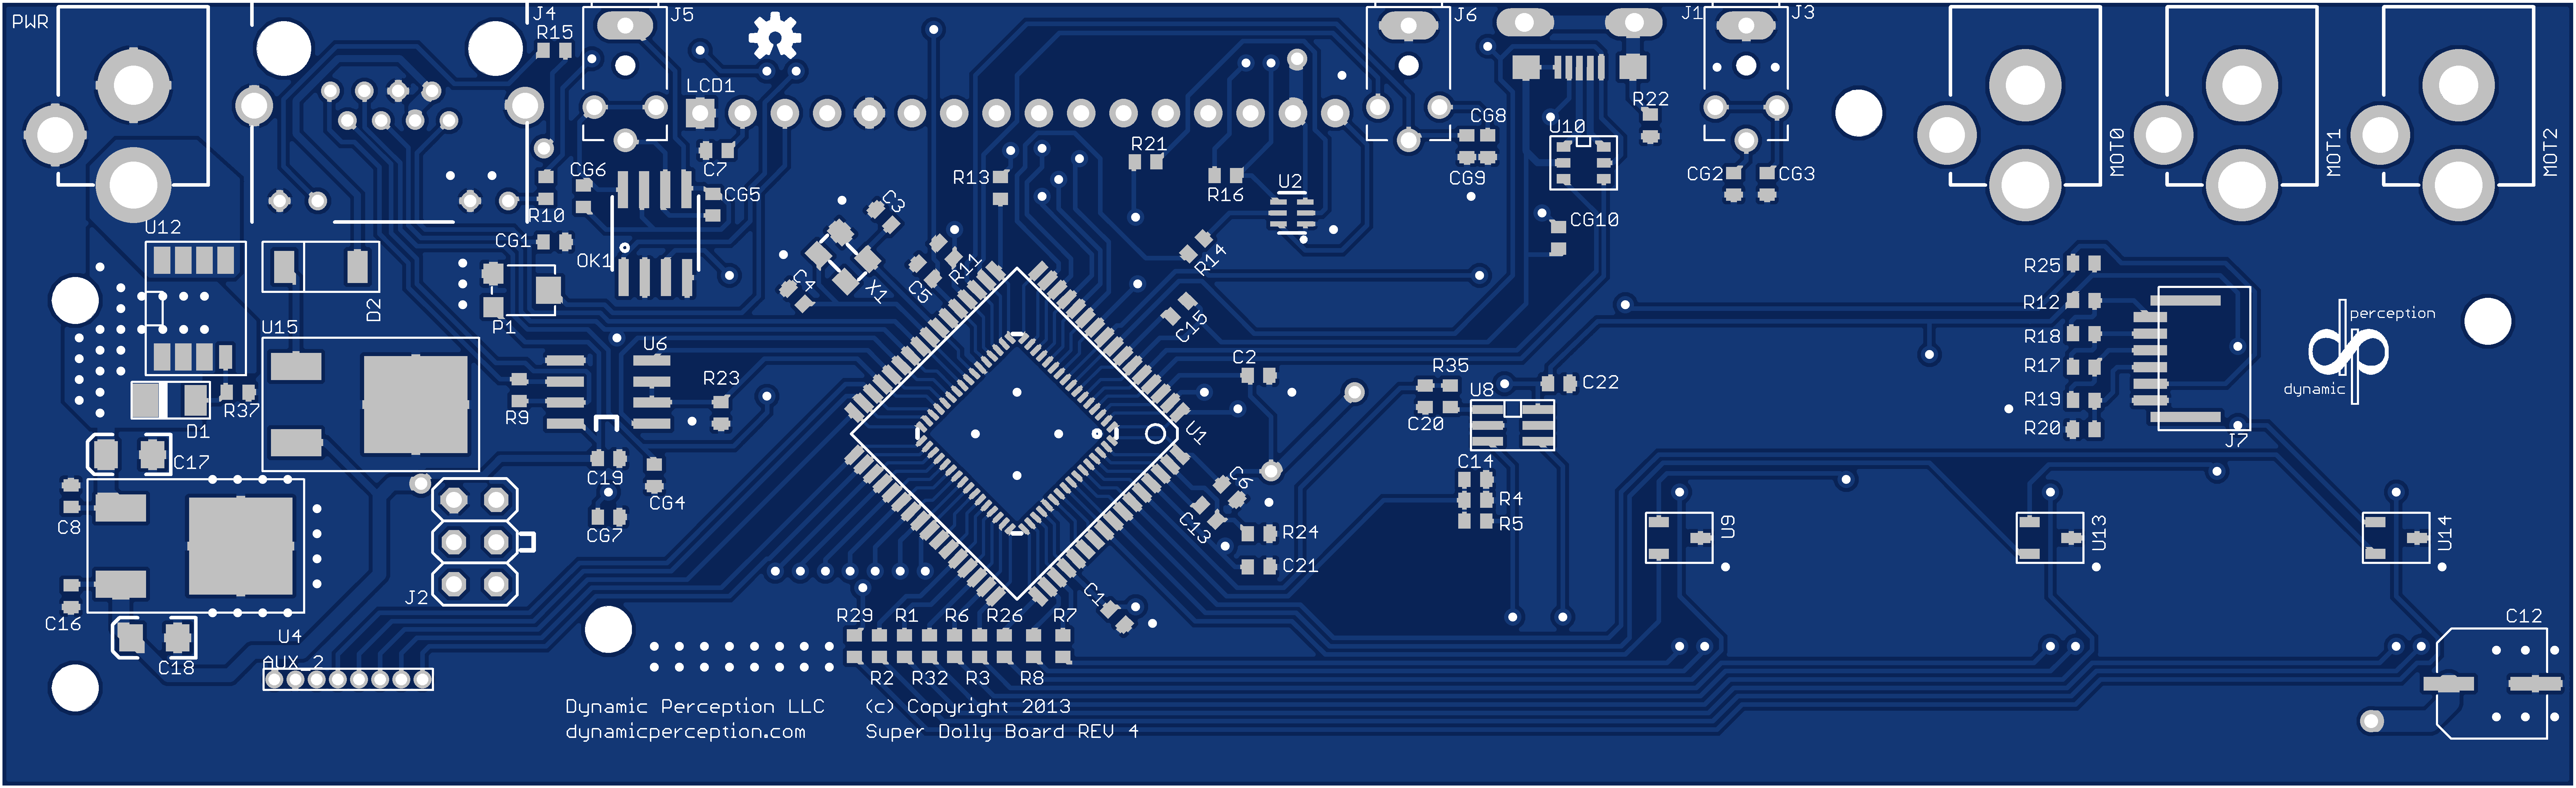 PWR
J4
R15
J5
LCD1
J6
J1
J3
R22
CG8
U10
R21
CG9
R16
U2
R13
CG2
CG3
MOT0
MOT1
MOT2
C7
CG6
CG5
R10
CG1
OK1
U12
C3
CG10
R14
R11
C5
X1
C4
C15
D2
P1
U15
U6
R23
R9
R37
D1
C2
R35
U8
C22
C20
R25
R12
R18
R17
R19
R20
J7
perception
dynamic
U1
C17
C19
CG4
CG7
C8
C16
C18
U4
J2
AUX_2
C6
C13
R24
C21
C14
R4
R5
U9
U13
U14
C12
C1
R29
R1
R6
R26
R7
R2
R32
R3
R8
Dynamic Perception LLC (c) Copyright 2013
dynamicperception.com Super Dolly Board REV 4